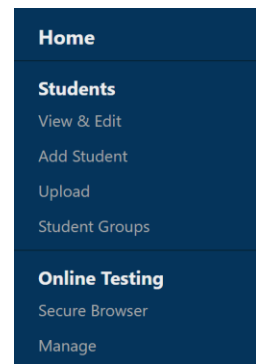 Home
Students
View & Edit
Add Student
Upload
Student Groups
Online Testing
Secure Browser
Manage